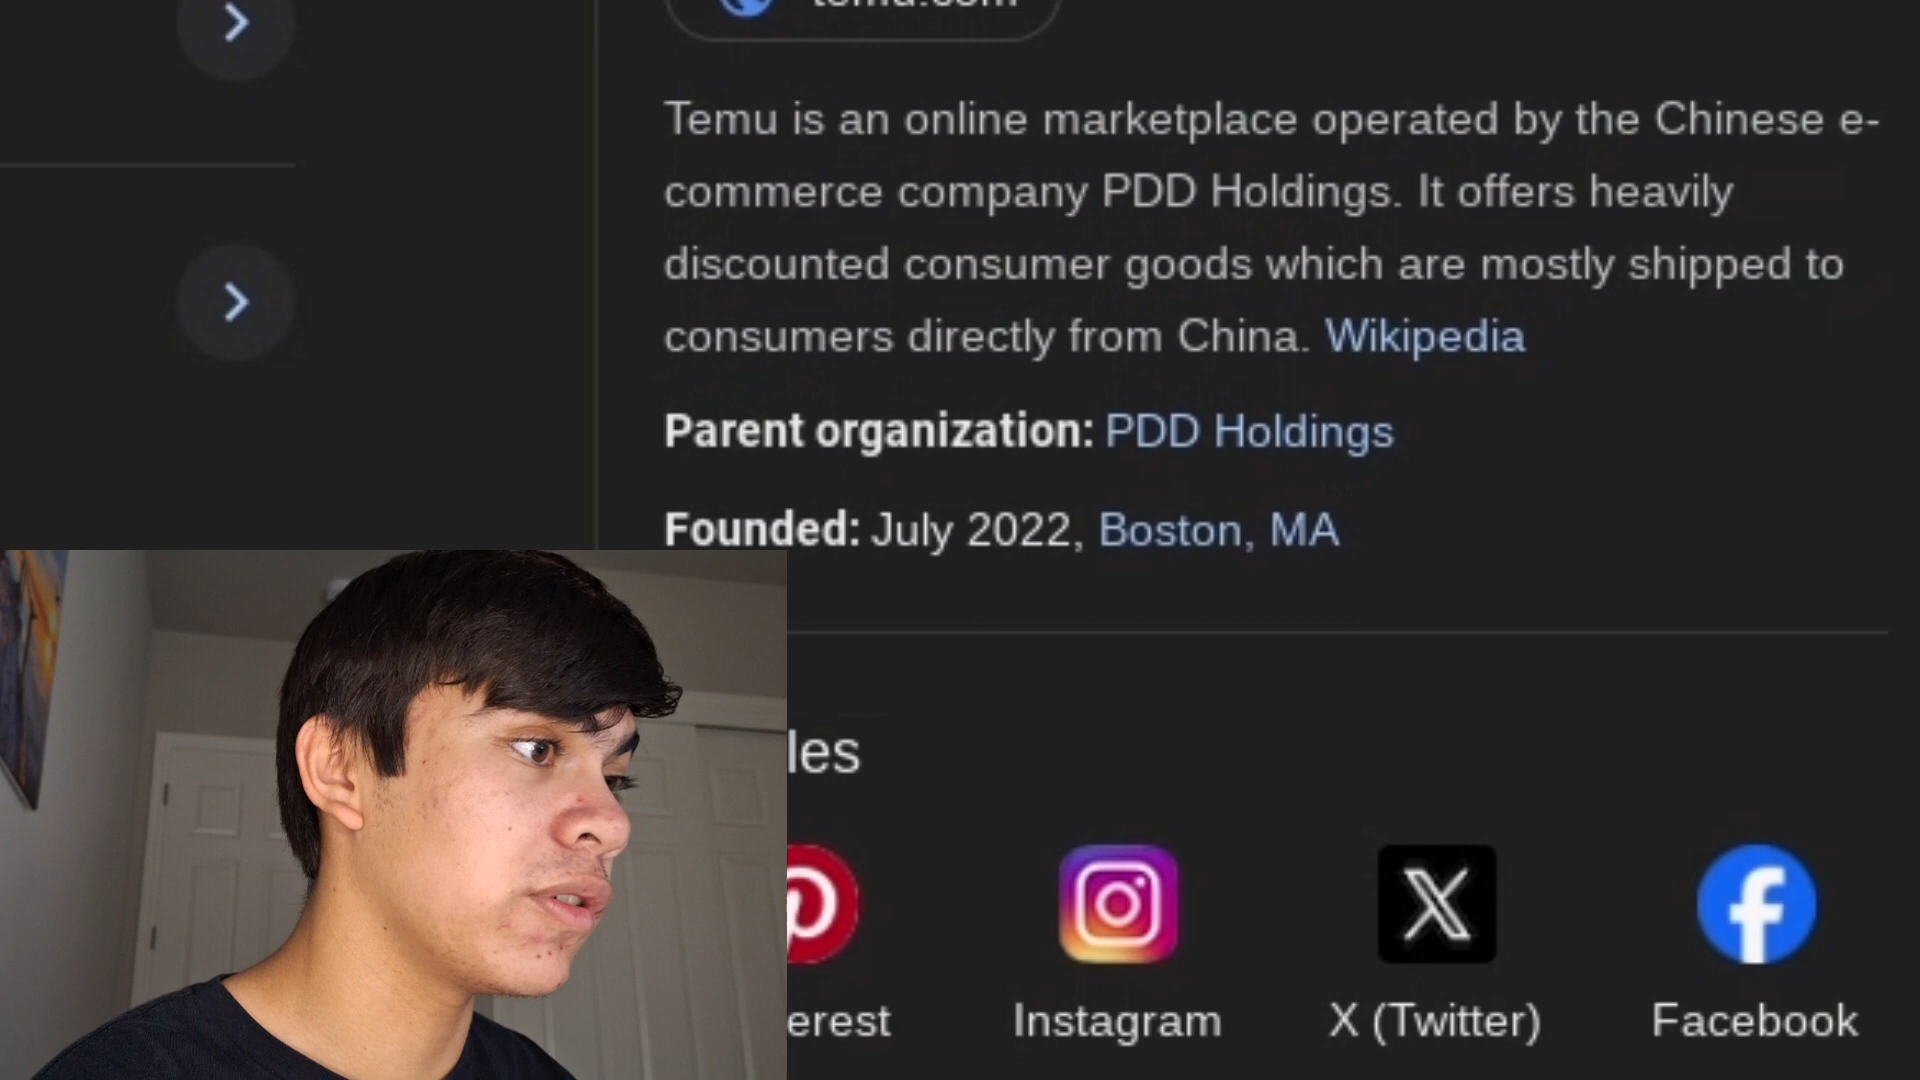 temu.com
Temu is an online marketplace operated by the Chinese e-
commerce company PDD Holdings. It offers heavily
discounted consumer goods which are mostly shipped to
consumers directly from China. Wikipedia
Parent organization: PDD Holdings
Founded: July 2022, Boston, MA
les
erest
Instagram
X (Twitter)
Facebook